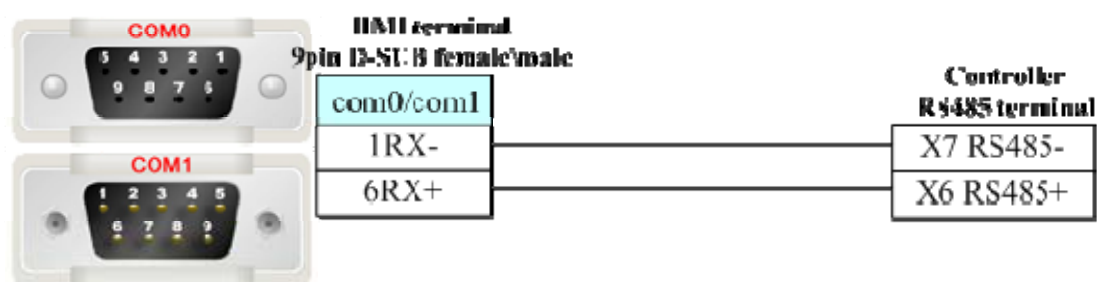 COM0
5 4 3 2 1
9 8 7 6
COM1
1 2 3 4 5
6 7 8 9
HMI terminal
9pin D-SUB female\male
com0/com1
1RX-
6RX+
Controller
RS485 terminal
X7 RS485-
X6 RS485+